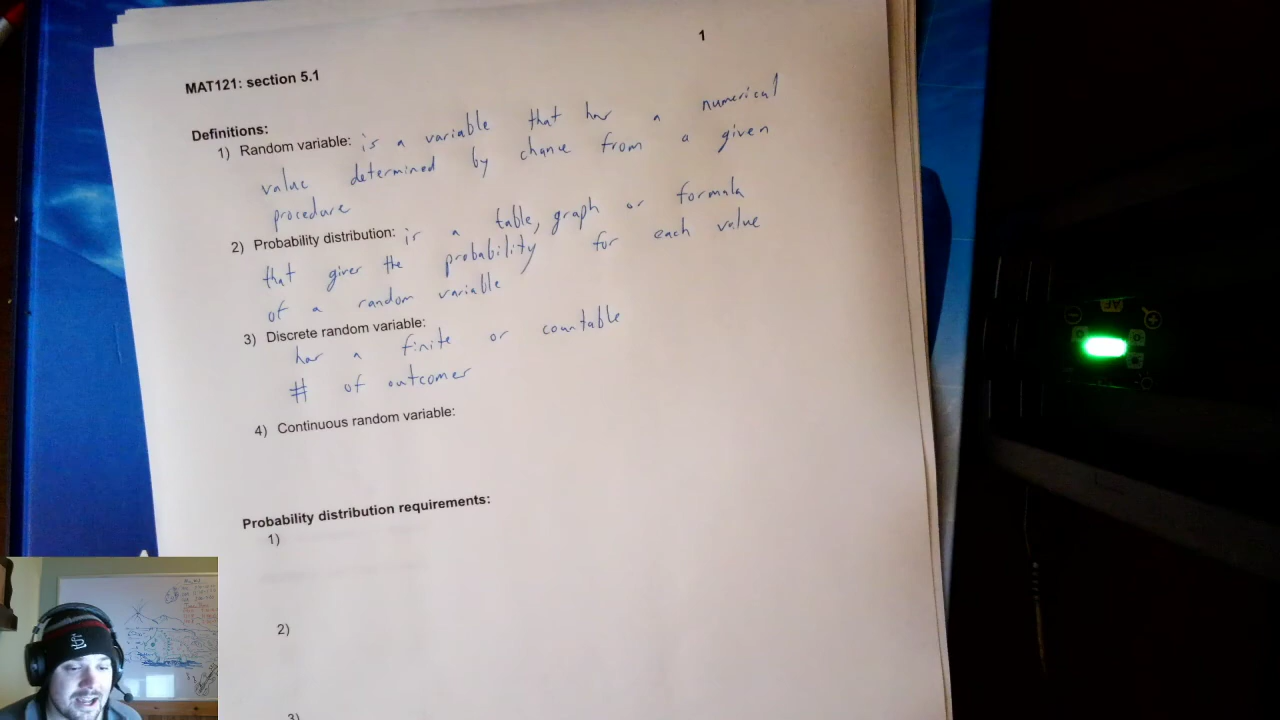 1
MAT121: section 5.1
Definitions:
1) Random variable: is a variable that has a numerical
value determined by chance from a given
procedure
2) Probability distribution: is a table, graph or formula
that gives the probability for each value
of a random variable
3) Discrete random variable:
has a finite or countable
# of outcomes
4) Continuous random variable:
Probability distribution requirements:
1)
2)
3)